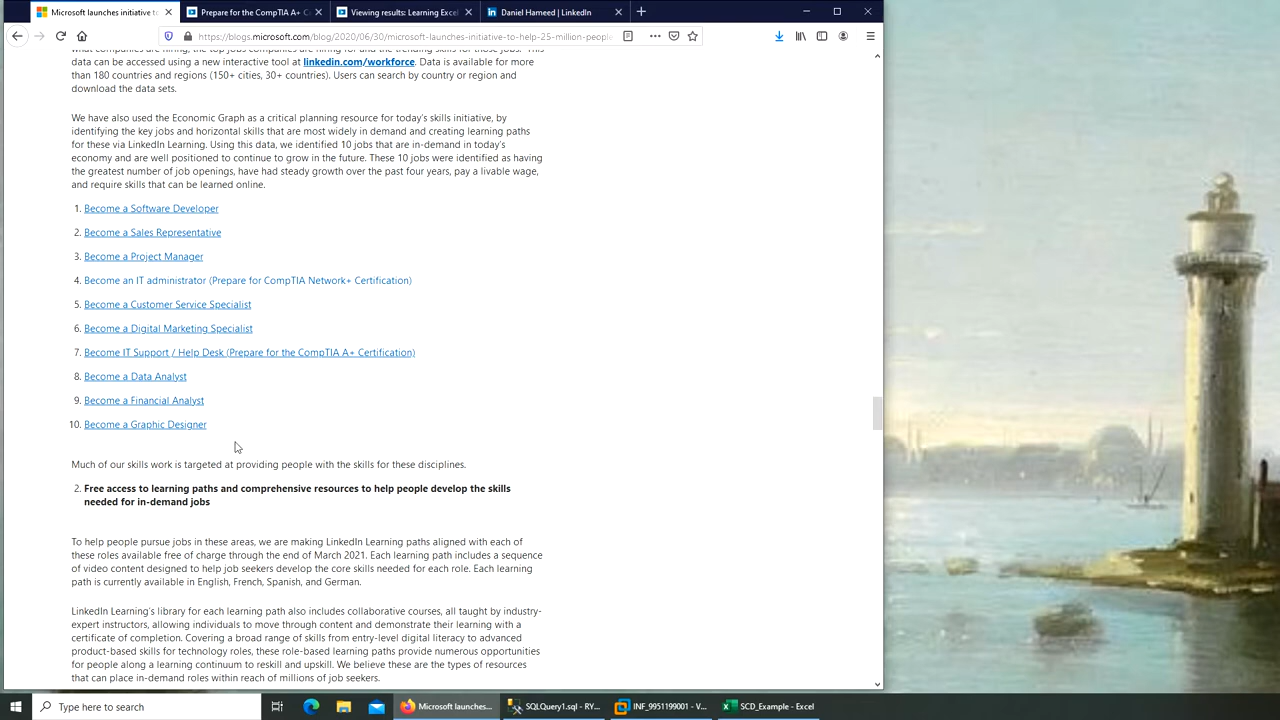 Microsoft launches initiative to
Prepare for the CompTIA A+ C
Viewing results: Learning Excel
Daniel Hameed | LinkedIn
https://blogs.microsoft.com/blog/2020/06/30/microsoft-launches-initiative-to-help-25-million-people
what companies are hiring, the top jobs companies are hiring for and the trending skills for those jobs. This
data can be accessed using a new interactive tool at linkedin.com/workforce. Data is available for more
than 180 countries and regions (150+ cities, 30+ countries). Users can search by country or region and
download the data sets.
We have also used the Economic Graph as a critical planning resource for today's skills initiative, by
identifying the key jobs and horizontal skills that are most widely in demand and creating learning paths
for these via LinkedIn Learning. Using this data, we identified 10 jobs that are in-demand in today's
economy and are well positioned to continue to grow in the future. These 10 jobs were identified as having
the greatest number of job openings, have had steady growth over the past four years, pay a livable wage,
and require skills that can be learned online.
1. Become a Software Developer
2. Become a Sales Representative
3. Become a Project Manager
4. Become an IT administrator (Prepare for CompTIA Network+ Certification)
5. Become a Customer Service Specialist
6. Become a Digital Marketing Specialist
7. Become IT Support / Help Desk (Prepare for the CompTIA A+ Certification)
8. Become a Data Analyst
9. Become a Financial Analyst
10. Become a Graphic Designer
Much of our skills work is targeted at providing people with the skills for these disciplines.
2. Free access to learning paths and comprehensive resources to help people develop the skills
needed for in-demand jobs
To help people pursue jobs in these areas, we are making LinkedIn Learning paths aligned with each of
these roles available free of charge through the end of March 2021. Each learning path includes a sequence
of video content designed to help job seekers develop the core skills needed for each role. Each learning
path is currently available in English, French, Spanish, and German.
LinkedIn Learning's library for each learning path also includes collaborative courses, all taught by industry-
expert instructors, allowing individuals to move through content and demonstrate their learning with a
certificate of completion. Covering a broad range of skills from entry-level digital literacy to advanced
product-based skills for technology roles, these role-based learning paths provide numerous opportunities
for people along a learning continuum to reskill and upskill. We believe these are the types of resources
that can place in-demand roles within reach of millions of job seekers.
Type here to search
Microsoft launches...
SQLQuery1.sql - RY...
INF_9951199001 - V...
SCD_Example - Excel